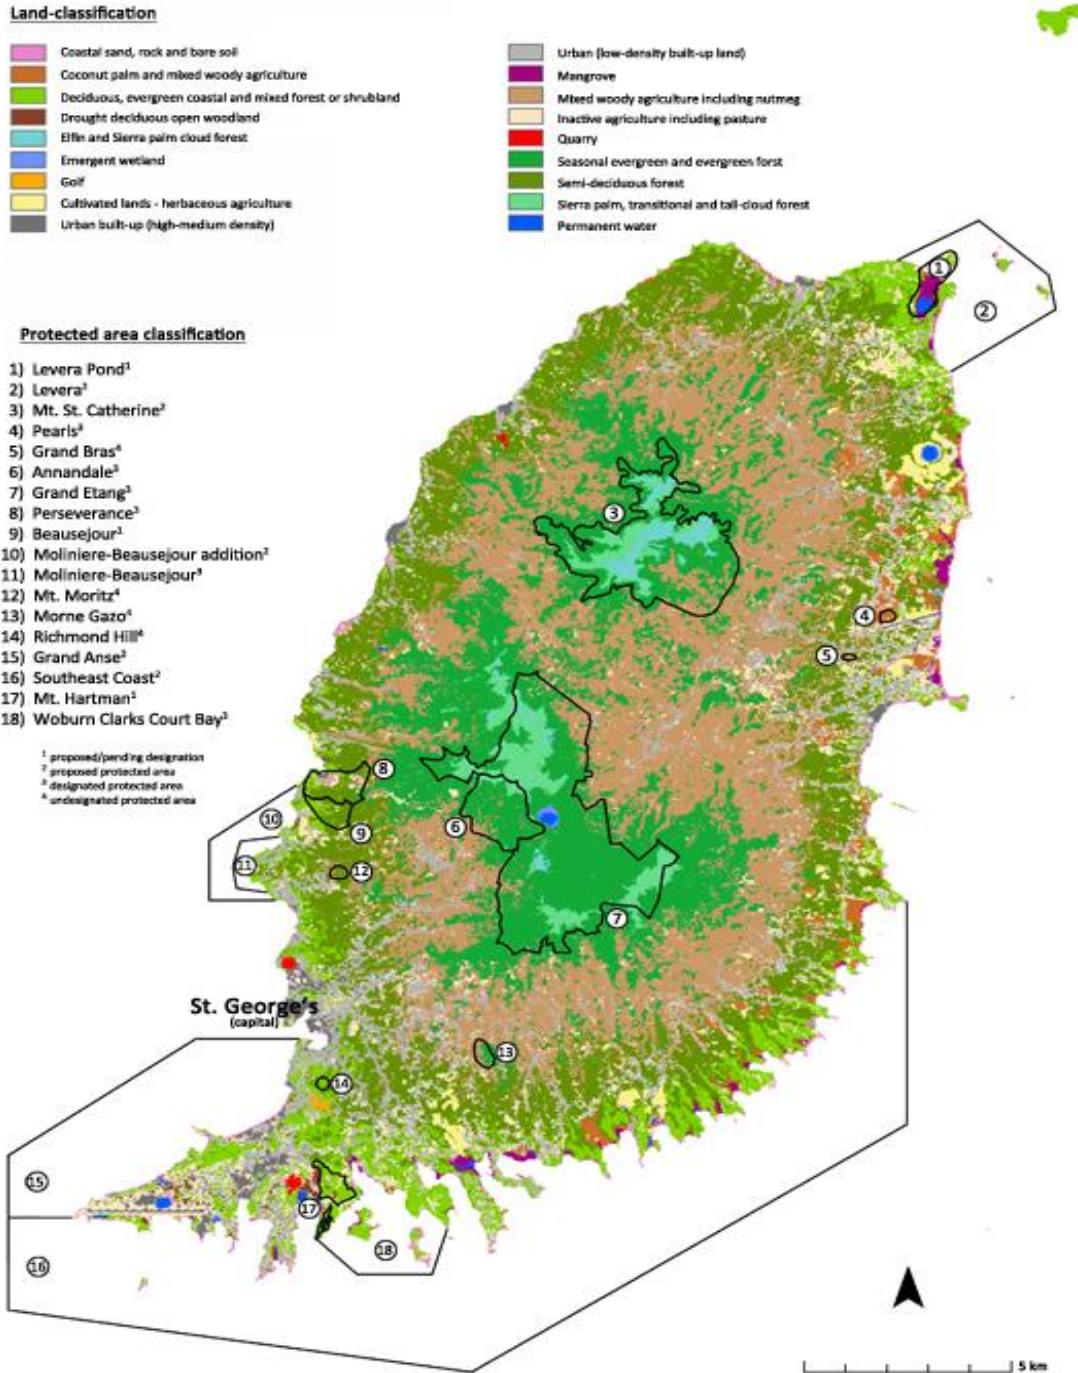 Land-classification
Coastal sand, rock and bare soil
Coconut palm and mixed woody agriculture
Deciduous, evergreen coastal and mixed forest or shrubland
Drought deciduous open woodland
Elfin and Sierra palm cloud forest
Emergent wetland
Golf
Cultivated lands - herbaceous agriculture
Urban built-up (high-medium density)
Urban (low-density built-up land)
Mangrove
Mixed woody agriculture including nutmeg
Inactive agriculture including pasture
Quarry
Seasonal evergreen and evergreen forst
Semi-deciduous forest
Sierra palm, transitional and tall-cloud forest
Permanent water
Protected area classification
1) Levera Pond¹
2) Levera²
3) Mt. St. Catherine²
4) Pearls³
5) Grand Bras⁴
6) Annandale³
7) Grand Etang³
8) Perseverance³
9) Beausejour¹
10) Moliniere-Beausejour addition²
11) Moliniere-Beausejour³
12) Mt. Moritz⁴
13) Morne Gazo⁴
14) Richmond Hill⁴
15) Grand Anse²
16) Southeast Coast²
17) Mt. Hartman¹
18) Woburn Clarks Court Bay³
¹ proposed/pending designation
² proposed protected area
³ designated protected area
⁴ undesignated protected area
1
2
3
4
5
8
10
6
9
11
12
7
St. George's
(capital)
13
14
15
17
18
16
5 km